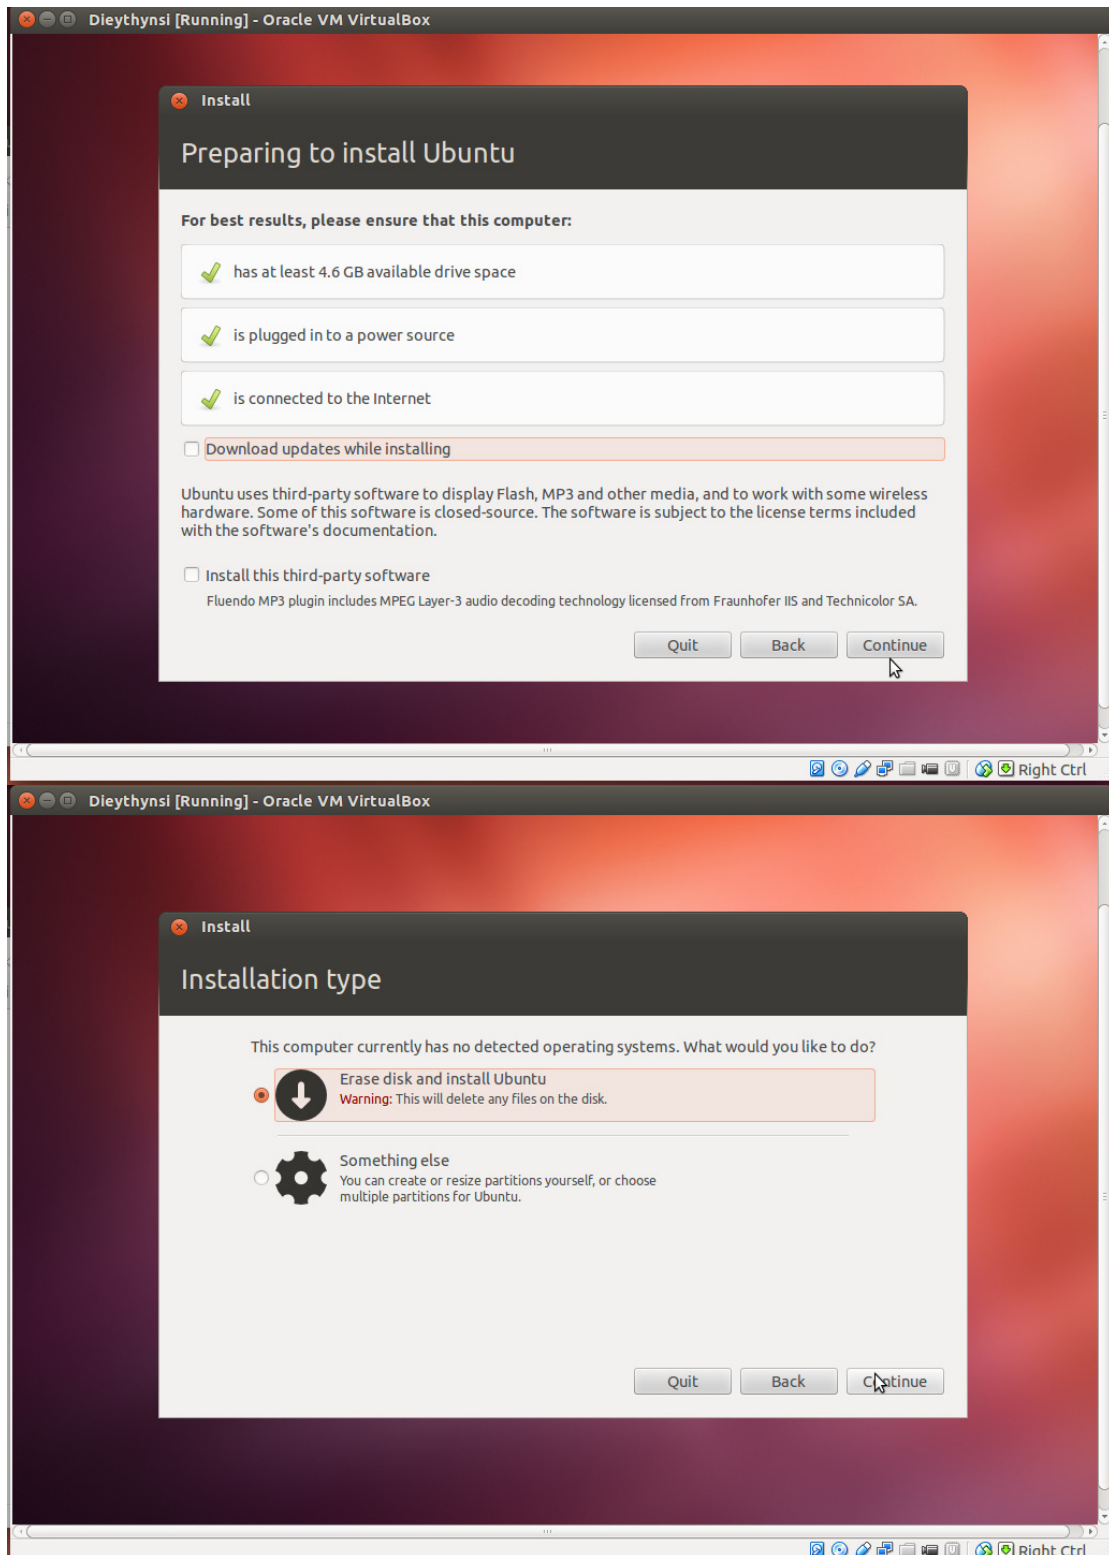 Dieythynsi [Running] - Oracle VM VirtualBox
Install
Preparing to install Ubuntu
For best results, please ensure that this computer:
has at least 4.6 GB available drive space
is plugged in to a power source
is connected to the Internet
Download updates while installing
Ubuntu uses third-party software to display Flash, MP3 and other media, and to work with some wireless
hardware. Some of this software is closed-source. The software is subject to the license terms included
with the software's documentation.
Install this third-party software
Fluendo MP3 plugin includes MPEG Layer-3 audio decoding technology licensed from Fraunhofer IIS and Technicolor SA.
Quit Back Continue
Right Ctrl
Dieythynsi [Running] - Oracle VM VirtualBox
Install
Installation type
This computer currently has no detected operating systems. What would you like to do?
Erase disk and install Ubuntu
Warning: This will delete any files on the disk.
Something else
You can create or resize partitions yourself, or choose
multiple partitions for Ubuntu.
Quit Back Continue
Right Ctrl